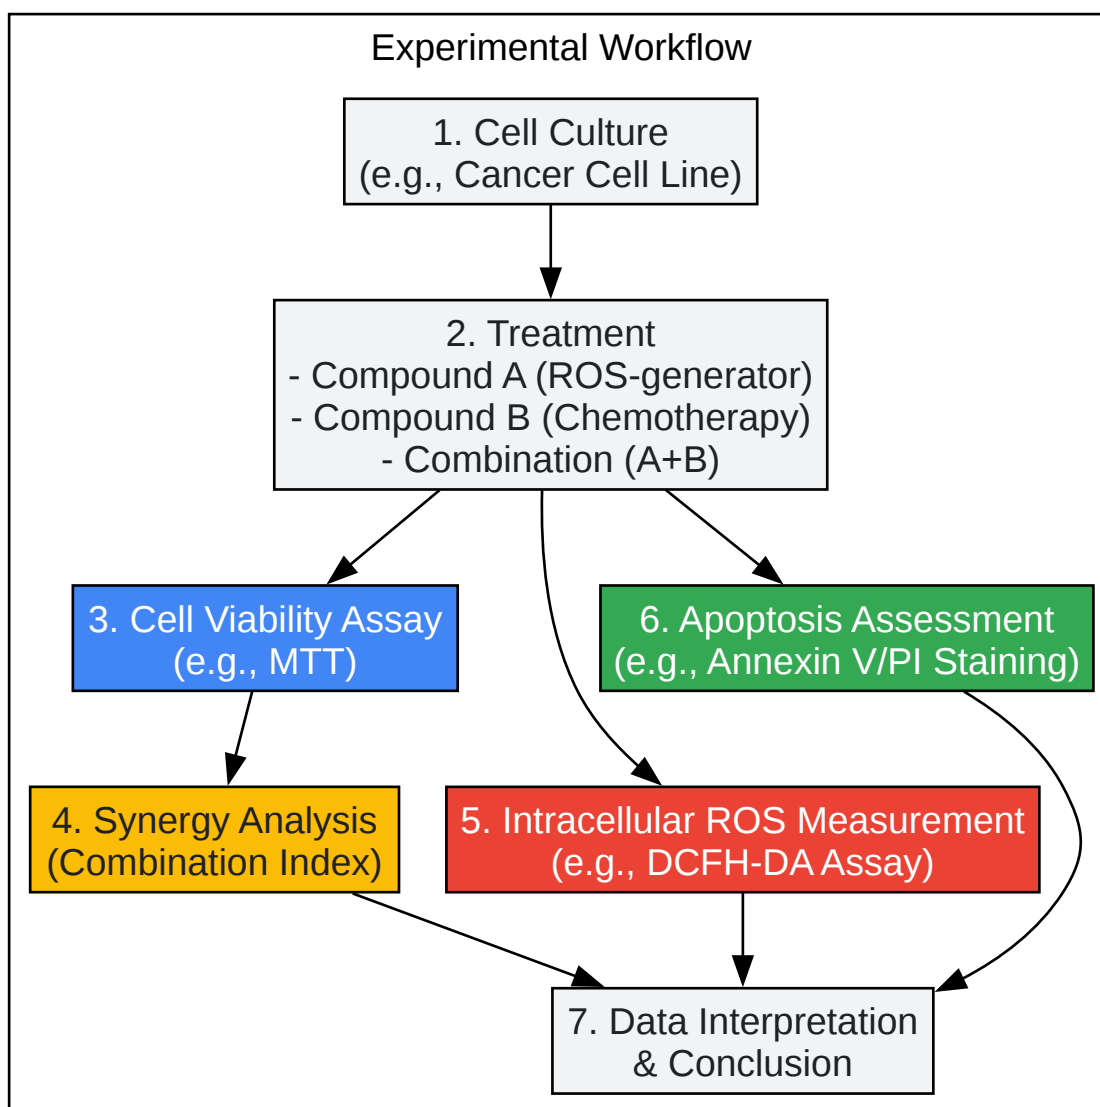 Experimental Workflow
1. Cell Culture
(e.g., Cancer Cell Line)
2. Treatment
- Compound A (ROS-generator)
- Compound B (Chemotherapy)
- Combination (A+B)
3. Cell Viability Assay
(e.g., MTT)
6. Apoptosis Assessment
(e.g., Annexin V/PI Staining)
4. Synergy Analysis
(Combination Index)
5. Intracellular ROS Measurement
(e.g., DCFH-DA Assay)
7. Data Interpretation
& Conclusion